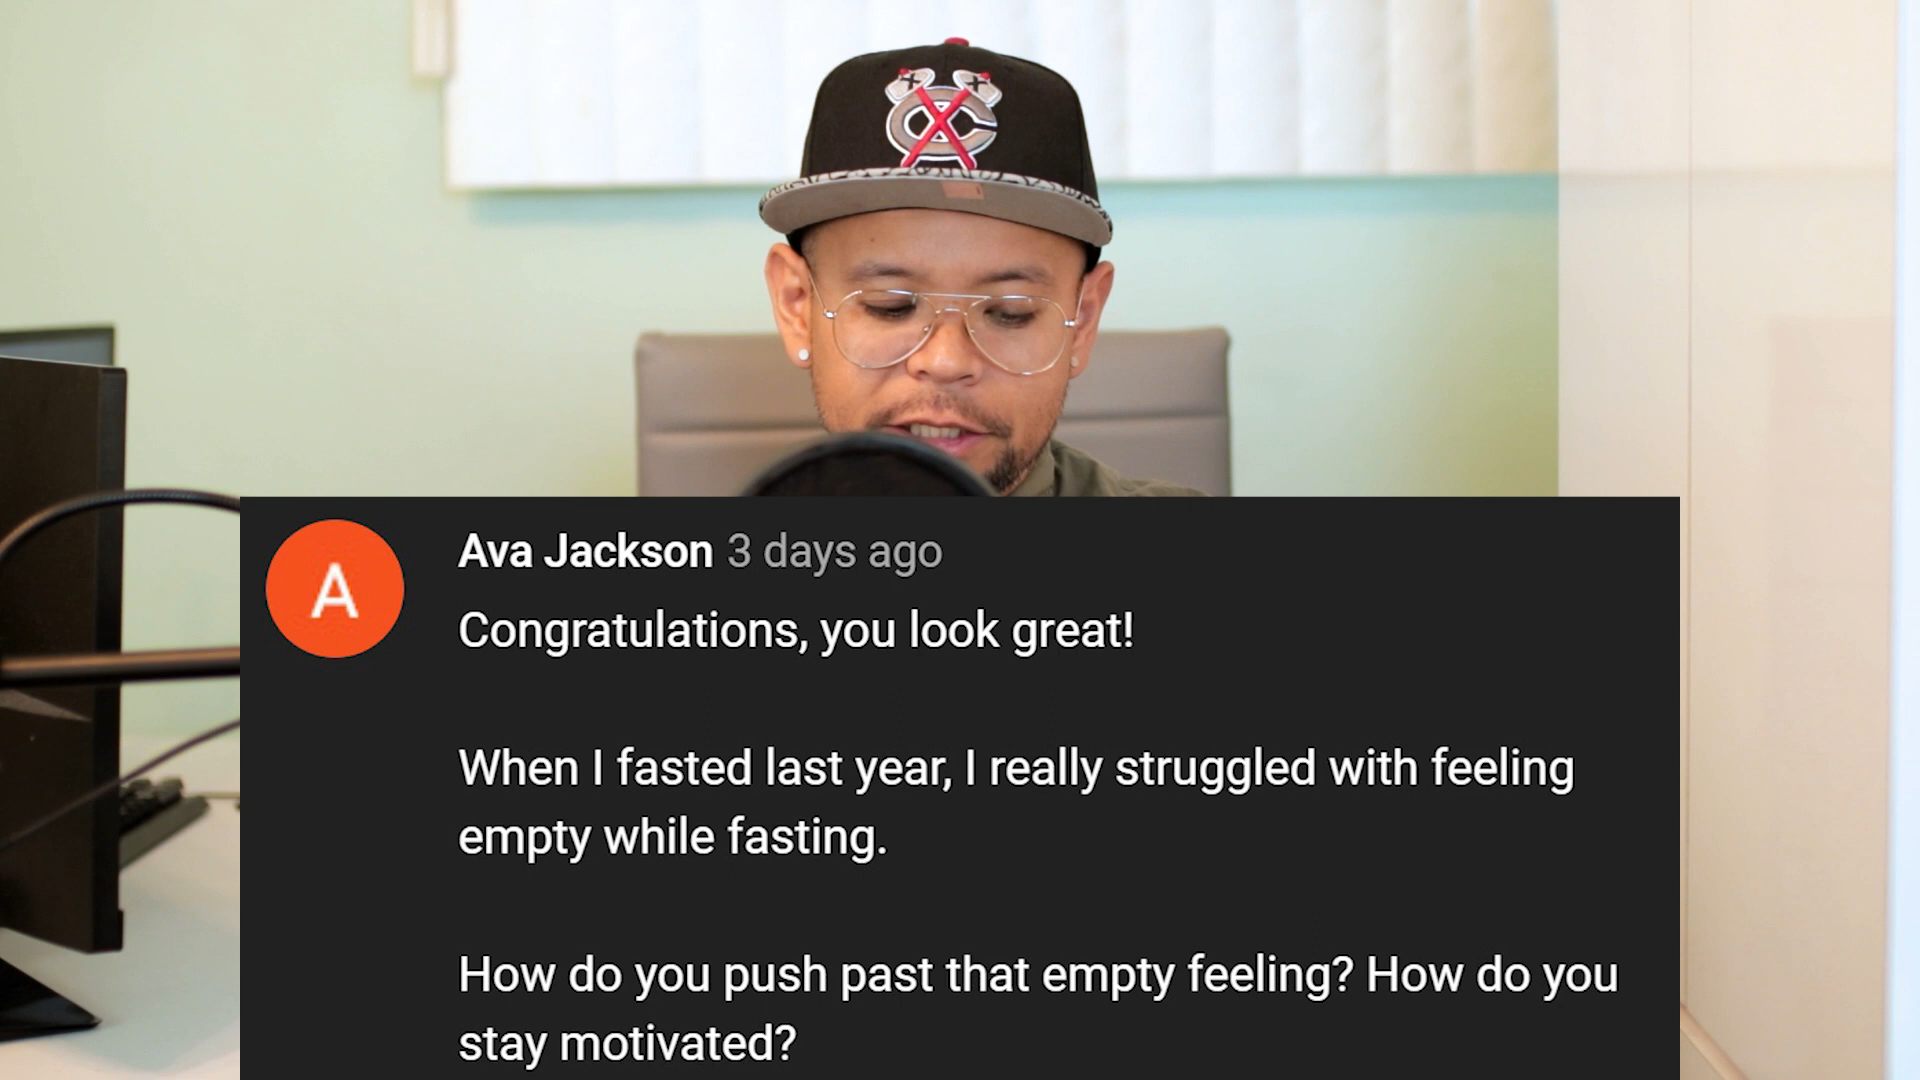 A
Ava Jackson 3 days ago
Congratulations, you look great!
When I fasted last year, I really struggled with feeling
empty while fasting.
How do you push past that empty feeling? How do you
stay motivated?